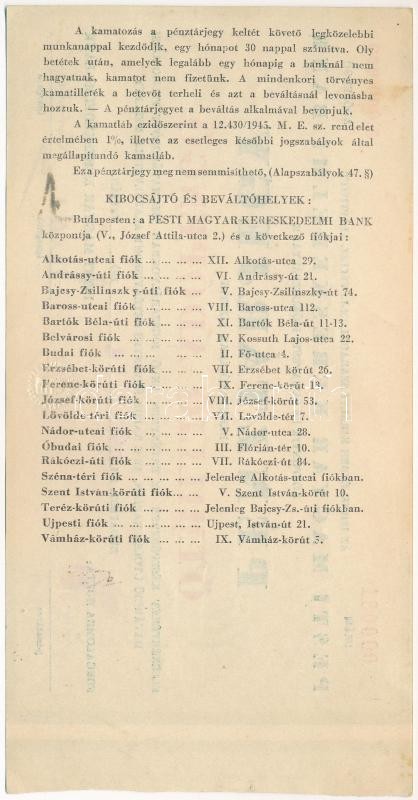 A kamatozás a pénztárjegy keltét követő legközelebbi
munkanappal kezdődik, egy hónapot 30 nappal számítva. Oly
betétek után, amelyek legalább egy hónapig a banknál nem
hagyatnak, kamatot nem fizetünk. A mindenkori törvényes
kamatilleték a betevőt terheli és azt a beváltásnál levonásba
hozzuk. — A pénztárjegyet a beváltás alkalmával bevonjuk.
A kamatláb ezidőszerint a 12.430/1945. M. E. sz. rendelet
értelmében 1%, illetve az esetleges későbbi jogszabályok által
megállapítandó kamatláb.
Ez a pénztárjegy meg nem semmisíthető, (Alapszabályok 47. §)
KIBOCSÁJTÓ ÉS BEVÁLTÓHELYEK :
Budapesten : a PESTI MAGYAR KERESKEDELMI BANK
központja (V., József Attila-utca 2.) és a következő fiókjai :
Alkotás-utcai fiók ... ... ... ... XII. Alkotás-utca 29.
Andrássy-úti fiók ... ... ... ... VI. Andrássy-út 21.
Bajcsy-Zsilinszky-úti fiók ... V. Bajcsy-Zsilinszky-út 74.
Baross-utcai fiók ... ... ... ... VIII. Baross-utca 112.
Bartók Béla-úti fiók ... ... ... XI. Bartók Béla-út 11-13.
Belvárosi fiók ... ... ... ... IV. Kossuth Lajos-utca 22.
Budai fiók ... ... ... ... ... II. Fő-utca 4.
Erzsébet-körúti fiók ... ... ... VII. Erzsébet körút 26.
Ferenc-körúti fiók ... ... ... IX. Ferenc-körút 18.
József-körúti fiók ... ... ... VIII. József-körút 53.
Lövölde-téri fiók ... ... ... ... VII. Lövölde-tér 7.
Nádor-utcai fiók ... ... ... ... V. Nádor-utca 28.
Óbudai fiók ... ... ... ... ... III. Flórián-tér 10.
Rákóczi-úti fiók ... ... ... ... VII. Rákóczi-út 84.
Széna-téri fiók ... ... ... ... Jelenleg Alkotás-utcai fiókban.
Szent István-körúti fiók... ... V. Szent István-körút 10.
Teréz-körúti fiók ... ... ... ... Jelenleg Bajcsy-Zs.-úti fiókban.
Ujpesti fiók ... ... ... ... ... Ujpest, István-út 21.
Vámház-körúti fiók ... ... ... IX. Vámház-körút 5.